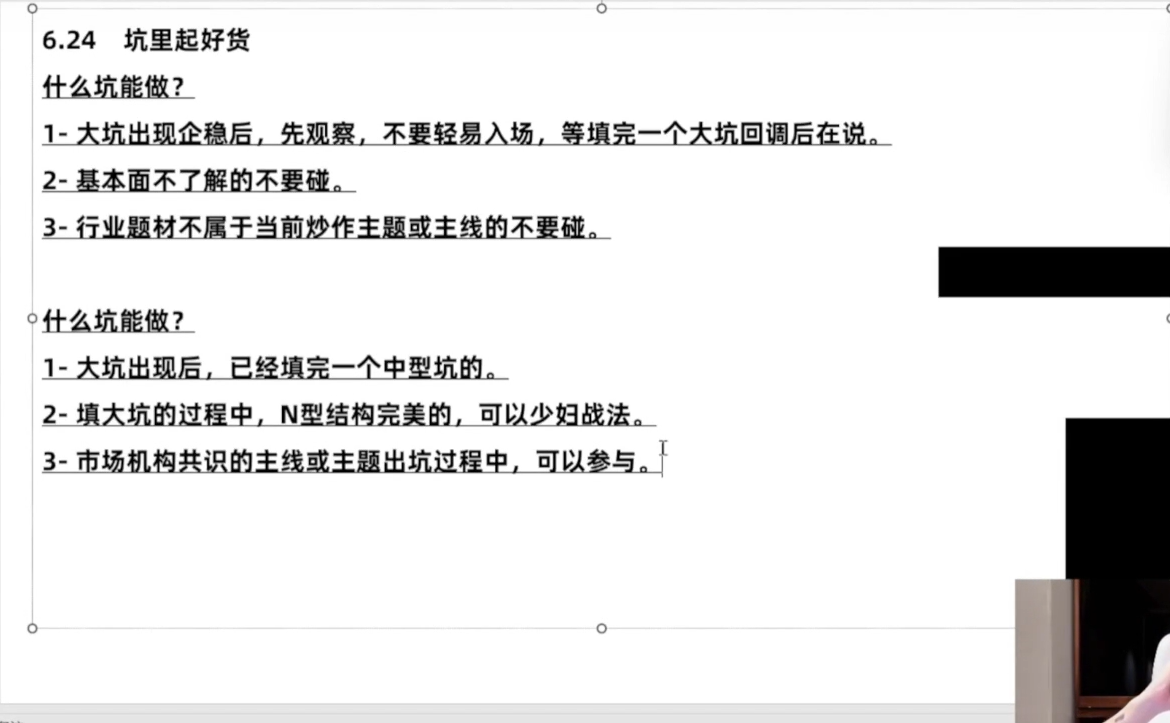 6.24 坑里起好货
什么坑能做？
1- 大坑出现企稳后，先观察，不要轻易入场，等填完一个大坑回调后在说。
2- 基本面不了解的不要碰。
3- 行业题材不属于当前炒作主题或主线的不要碰。
什么坑能做？
1- 大坑出现后，已经填完一个中型坑的。
2- 填大坑的过程中，N型结构完美的，可以少妇战法。
3- 市场机构共识的主线或主题出坑过程中，可以参与。